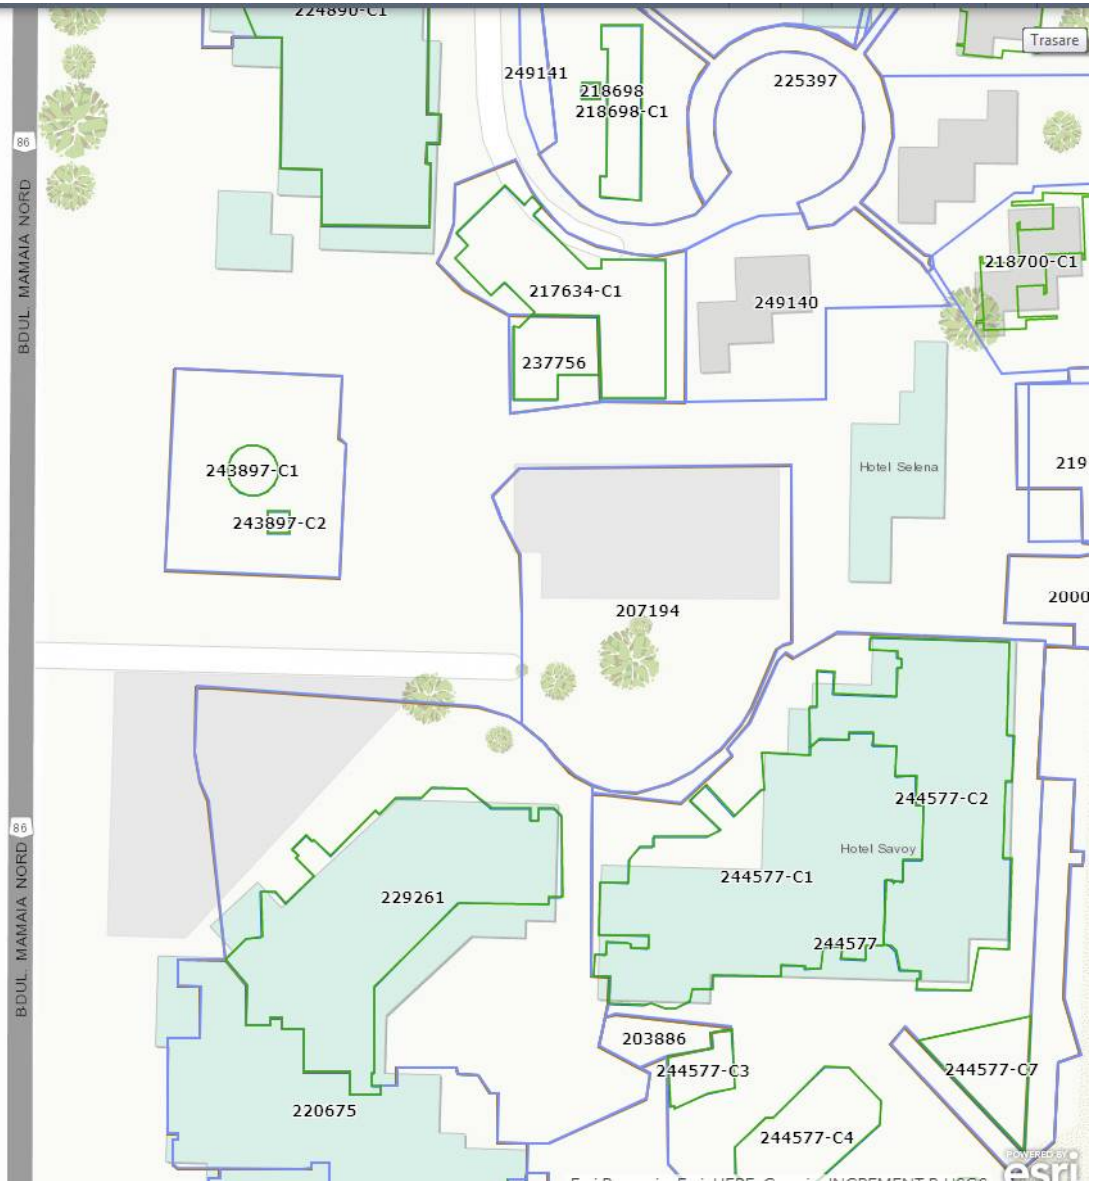 224890-C1
Trasare
249141
218698
218698-C1
225397
86
BDUL MAMAIA NORD
217634-C1
218700-C1
249140
237756
243897-C1
243897-C2
Hotel Selena
219
207194
2000
86
BDUL MAMAIA NORD
244577-C2
Hotel Savoy
244577-C1
229261
244577
203886
244577-C3
244577-C7
220675
244577-C4
POWERED BY
esri